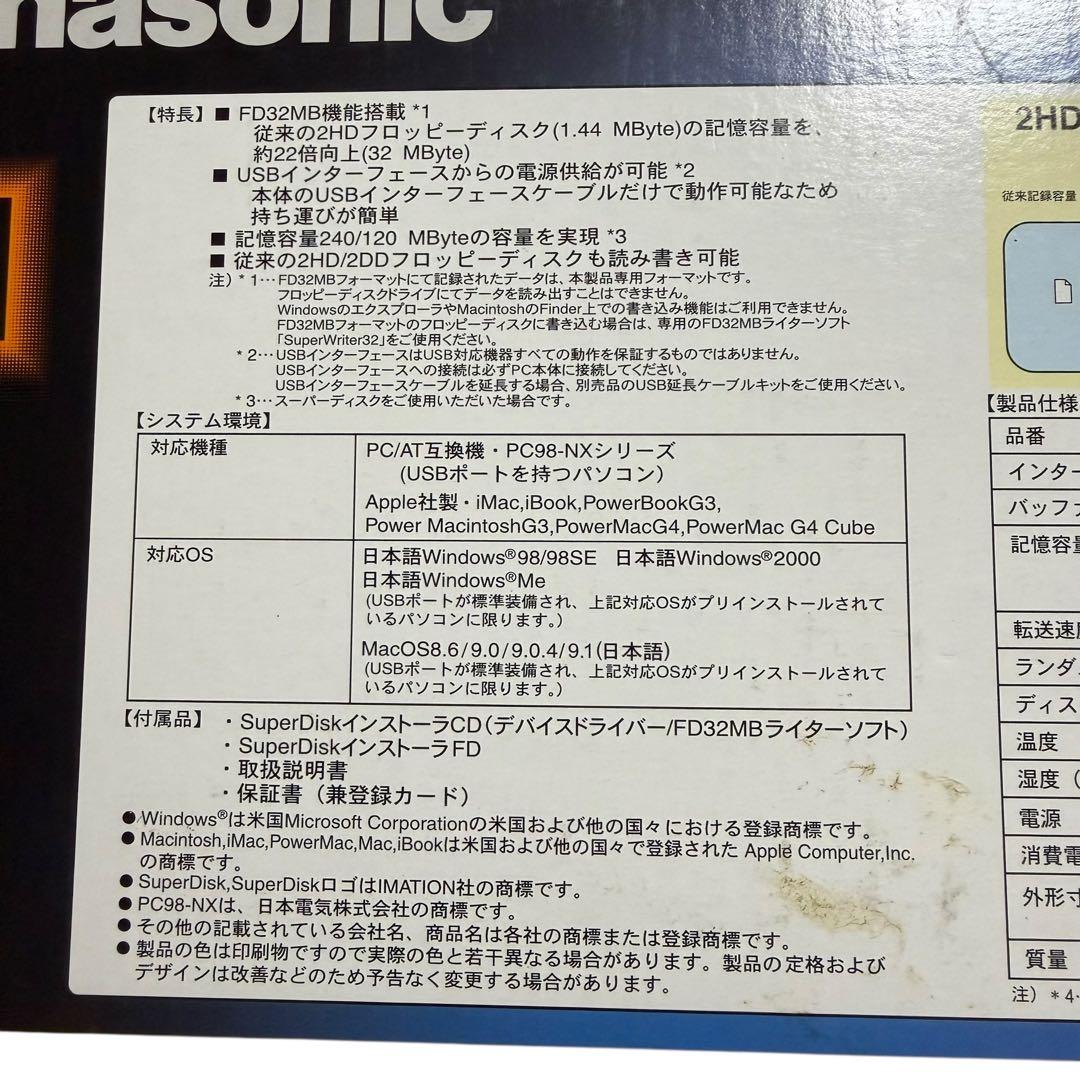 nasonic
【特長】■ FD32MB機能搭載 *1
従来の2HDフロッピーディスク(1.44 MByte)の記憶容量を、
約22倍向上(32 MByte)
■ USBインターフェースからの電源供給が可能 *2
本体のUSBインターフェースケーブルだけで動作可能なため
持ち運びが簡単
■ 記憶容量240/120 MByteの容量を実現 *3
■ 従来の2HD/2DDフロッピーディスクも読み書き可能
注）* 1…FD32MBフォーマットにて記録されたデータは、本製品専用フォーマットです。
フロッピーディスクドライブにてデータを読み出すことはできません。
WindowsのエクスプローラやMacintoshのFinder上での書き込み機能はご利用できません。
FD32MBフォーマットのフロッピーディスクに書き込む場合は、専用のFD32MBライターソフト
「SuperWriter32」をご使用ください。
* 2…USBインターフェースはUSB対応機器すべての動作を保証するものではありません。
USBインターフェースへの接続は必ずPC本体に接続してください。
USBインターフェースケーブルを延長する場合、別売品のUSB延長ケーブルキットをご使用ください。
* 3…スーパーディスクをご使用いただいた場合です。
【システム環境】
対応機種
PC/AT互換機・PC98-NXシリーズ
(USBポートを持つパソコン）
Apple社製・iMac,iBook,PowerBookG3,
Power MacintoshG3,PowerMacG4,PowerMac G4 Cube
対応OS
日本語Windows®98/98SE 日本語Windows®2000
日本語Windows®Me
(USBポートが標準装備され、上記対応OSがプリインストールされて
いるパソコンに限ります。)
MacOS8.6/9.0/9.0.4/9.1(日本語)
(USBポートが標準装備され、上記対応OSがプリインストールされて
いるパソコンに限ります。)
【付属品】・SuperDiskインストーラCD(デバイスドライバー/FD32MBライターソフト)
・SuperDiskインストーラFD
・取扱説明書
・保証書（兼登録カード）
●Windows®は米国Microsoft Corporationの米国および他の国々における登録商標です。
●Macintosh,iMac,PowerMac,Mac,iBookは米国および他の国々で登録された Apple Computer,Inc.
の商標です。
●SuperDisk,SuperDiskロゴはIMATION社の商標です。
●PC98-NXは、日本電気株式会社の商標です。
●その他の記載されている会社名、商品名は各社の商標または登録商標です。
●製品の色は印刷物ですので実際の色と若干異なる場合があります。製品の定格および
デザインは改善などのため予告なく変更する場合があります。
2HD
従来記録容量
【製品仕様
品番
インター
バッファ
記憶容量
転送速度
ランダ
ディス
温度
湿度（
電源
消費電
外形寸
質量
注）*4